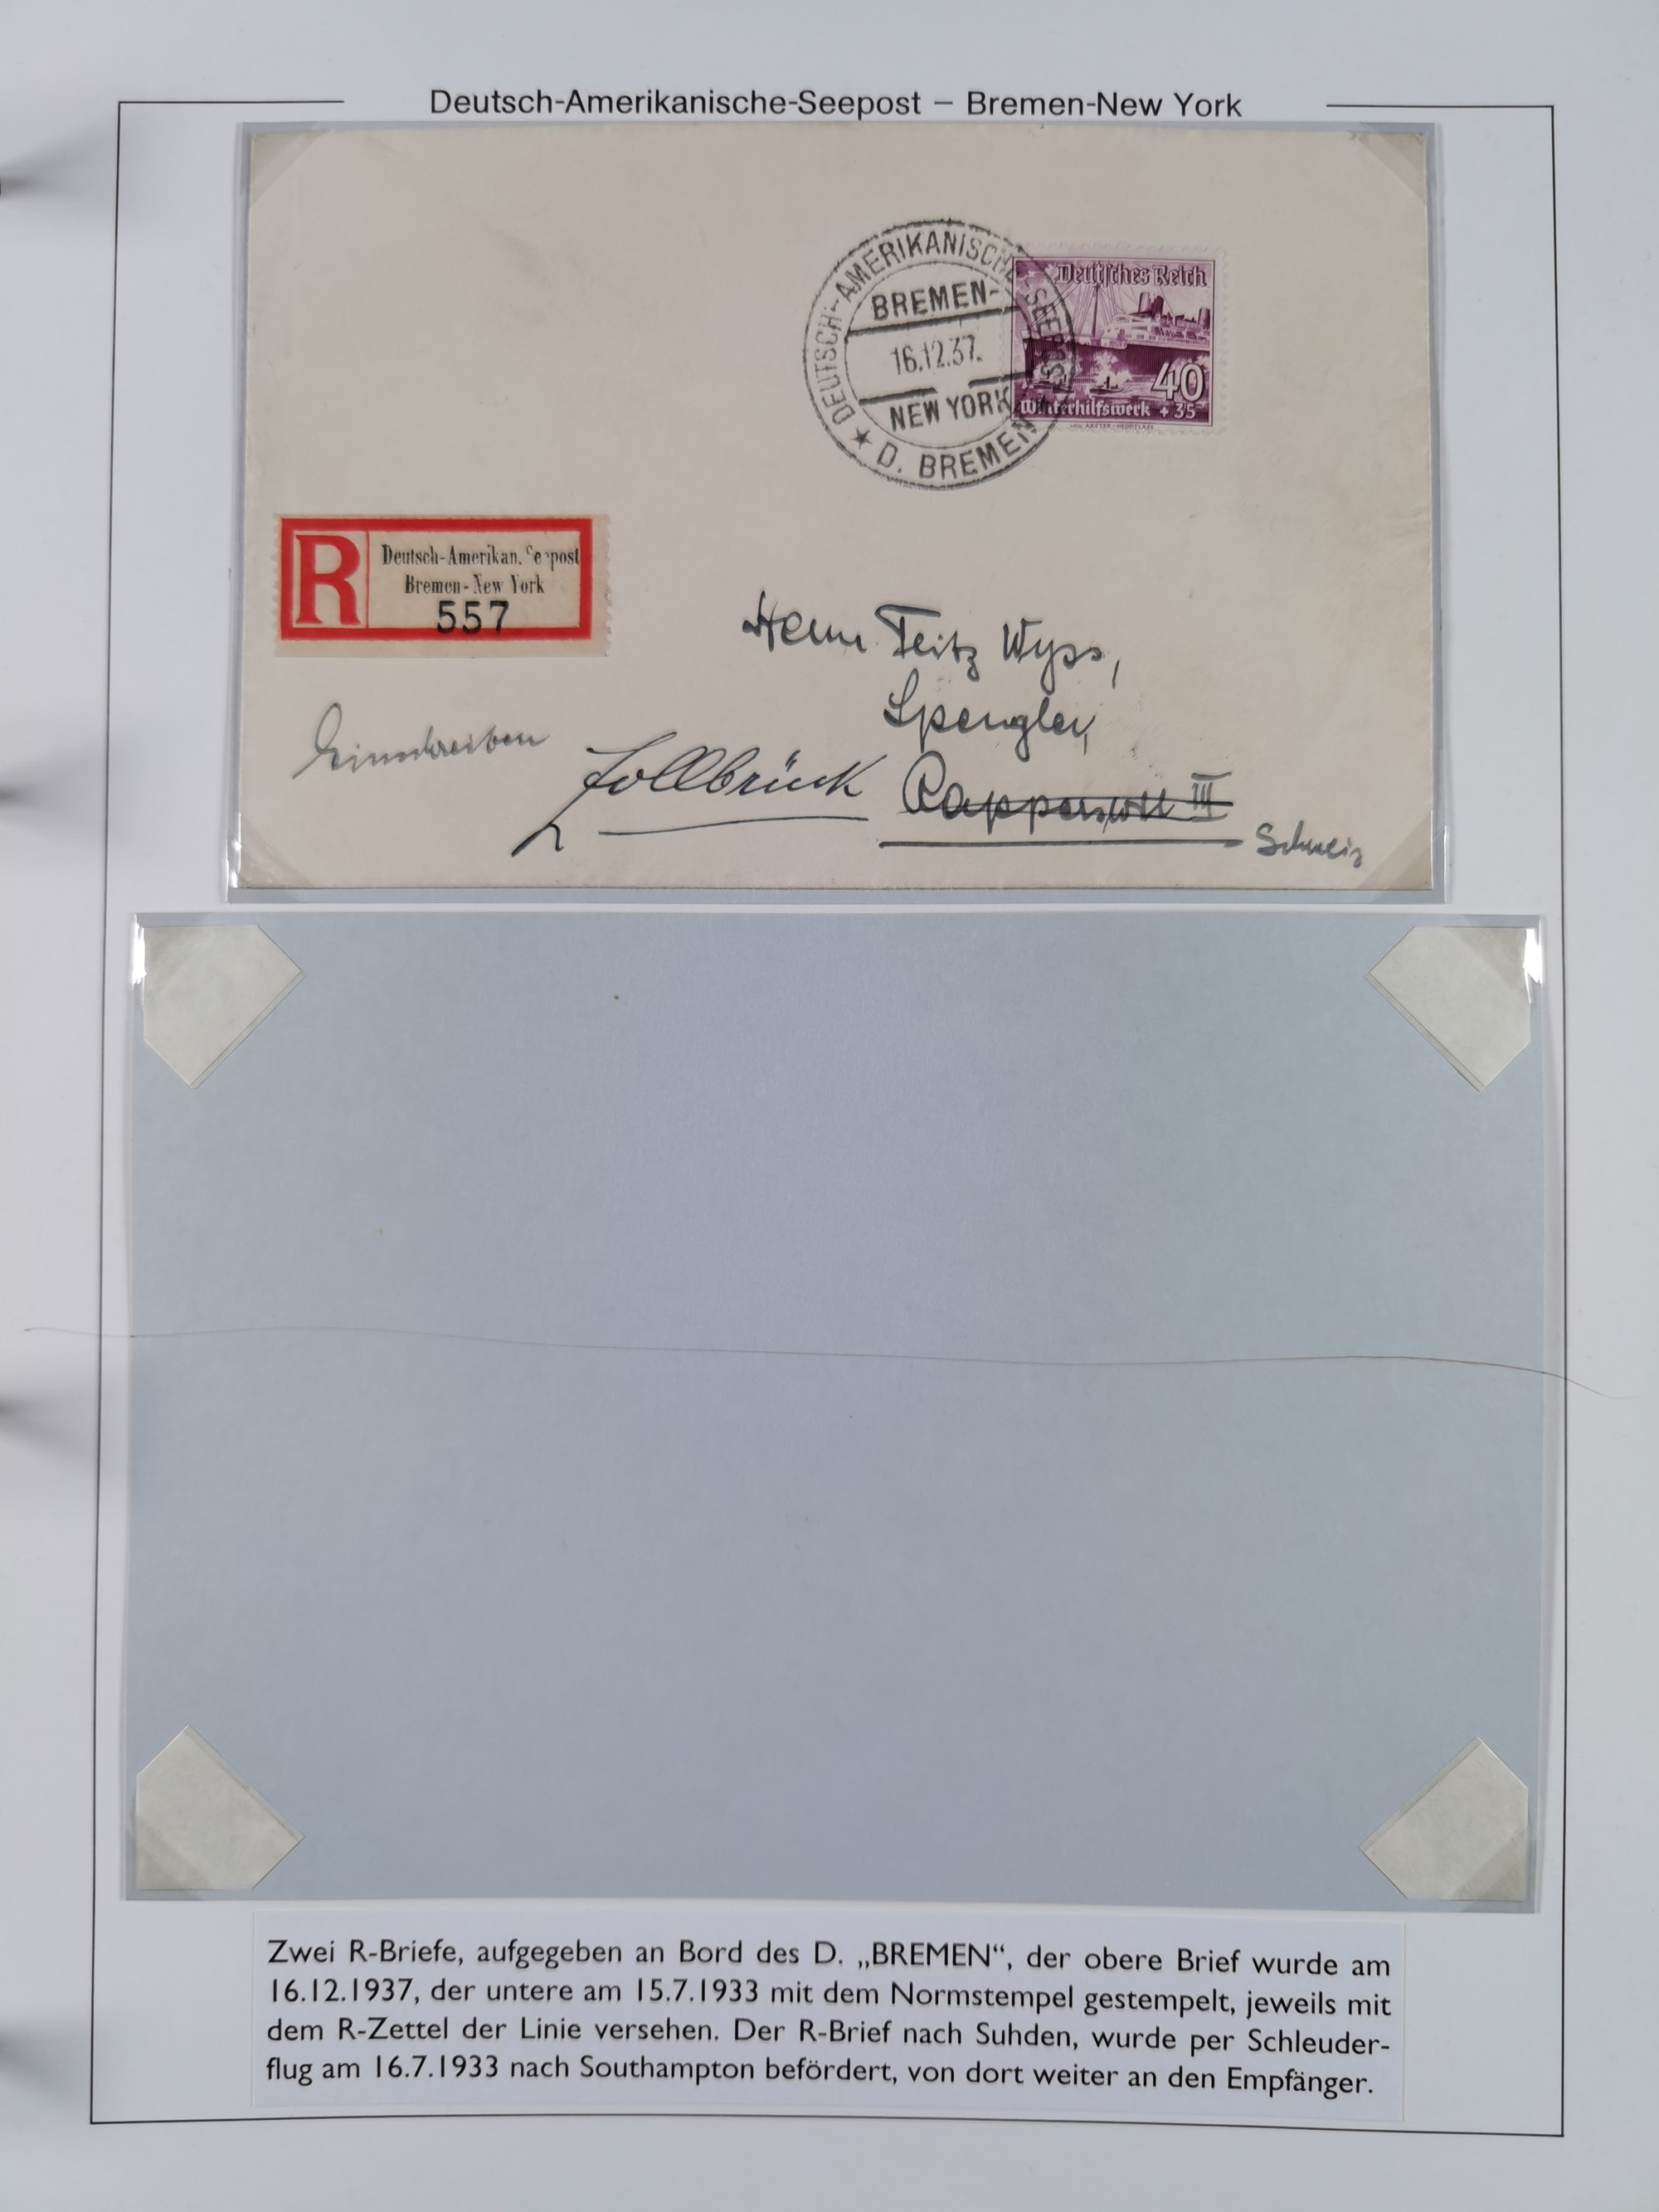 Deutsch-Amerikanische-Seepost – Bremen-New York
DEUTSCH-AMERIKANISCHE SEEPOST
BREMEN-
16.12.37.
NEW YORK
★ D. BREMEN
Deutsches Reich
40
Winterhilfswerk + 35
R
Deutsch-Amerikan. Seepost
Bremen-New York
557
Herrn Fritz Wyss,
Spengler,
Einschreiben
Zollbrück
III
Schweiz
Zwei R-Briefe, aufgegeben an Bord des D. „BREMEN“, der obere Brief wurde am
16.12.1937, der untere am 15.7.1933 mit dem Normstempel gestempelt, jeweils mit
dem R-Zettel der Linie versehen. Der R-Brief nach Suhden, wurde per Schleuder-
flug am 16.7.1933 nach Southampton befördert, von dort weiter an den Empfänger.